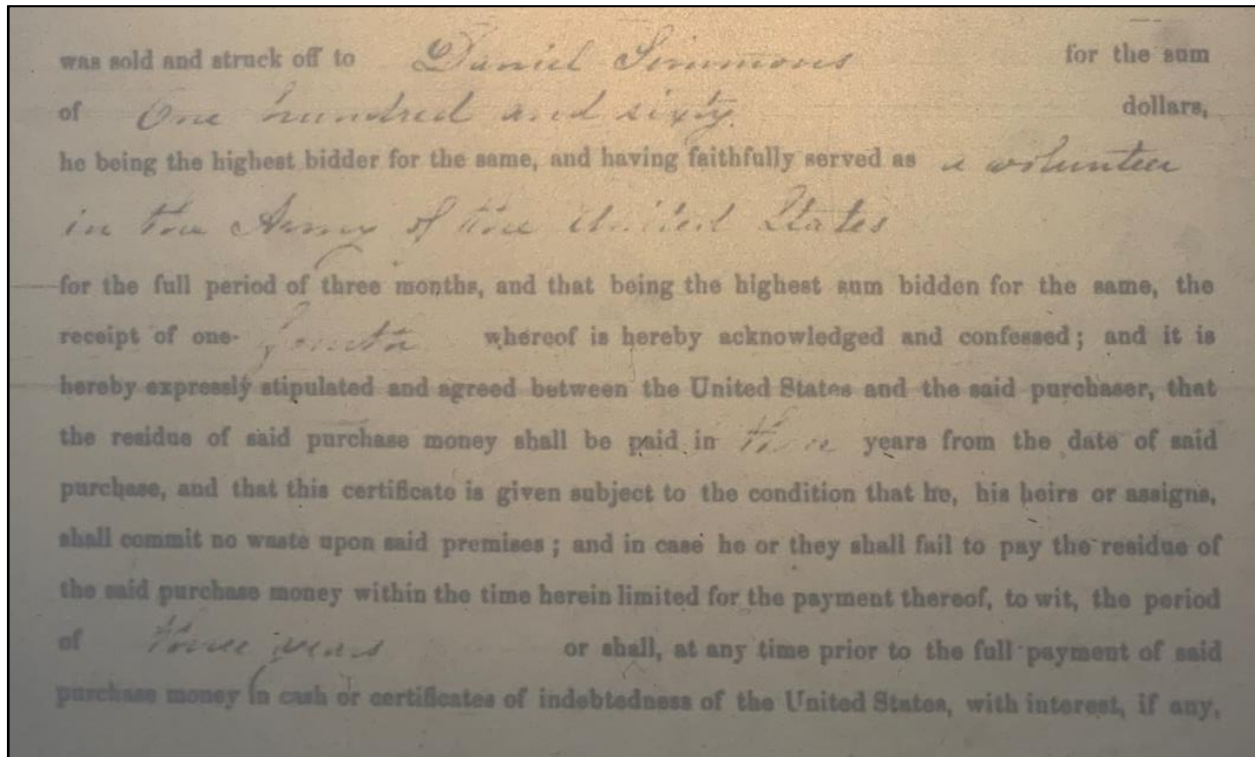 was sold and struck off to Daniel Simmons for the sum
of One hundred and sixty. dollars,
he being the highest bidder for the same, and having faithfully served as a volunteer
in the Army of the United States
for the full period of three months, and that being the highest sum bidden for the same, the
receipt of one- fourth whereof is hereby acknowledged and confessed; and it is
hereby expressly stipulated and agreed between the United States and the said purchaser, that
the residue of said purchase money shall be paid in three years from the date of said
purchase, and that this certificate is given subject to the condition that he, his heirs or assigns,
shall commit no waste upon said premises; and in case he or they shall fail to pay the residue of
the said purchase money within the time herein limited for the payment thereof, to wit, the period
of three years or shall, at any time prior to the full payment of said
purchase money in cash or certificates of indebtedness of the United States, with interest, if any,